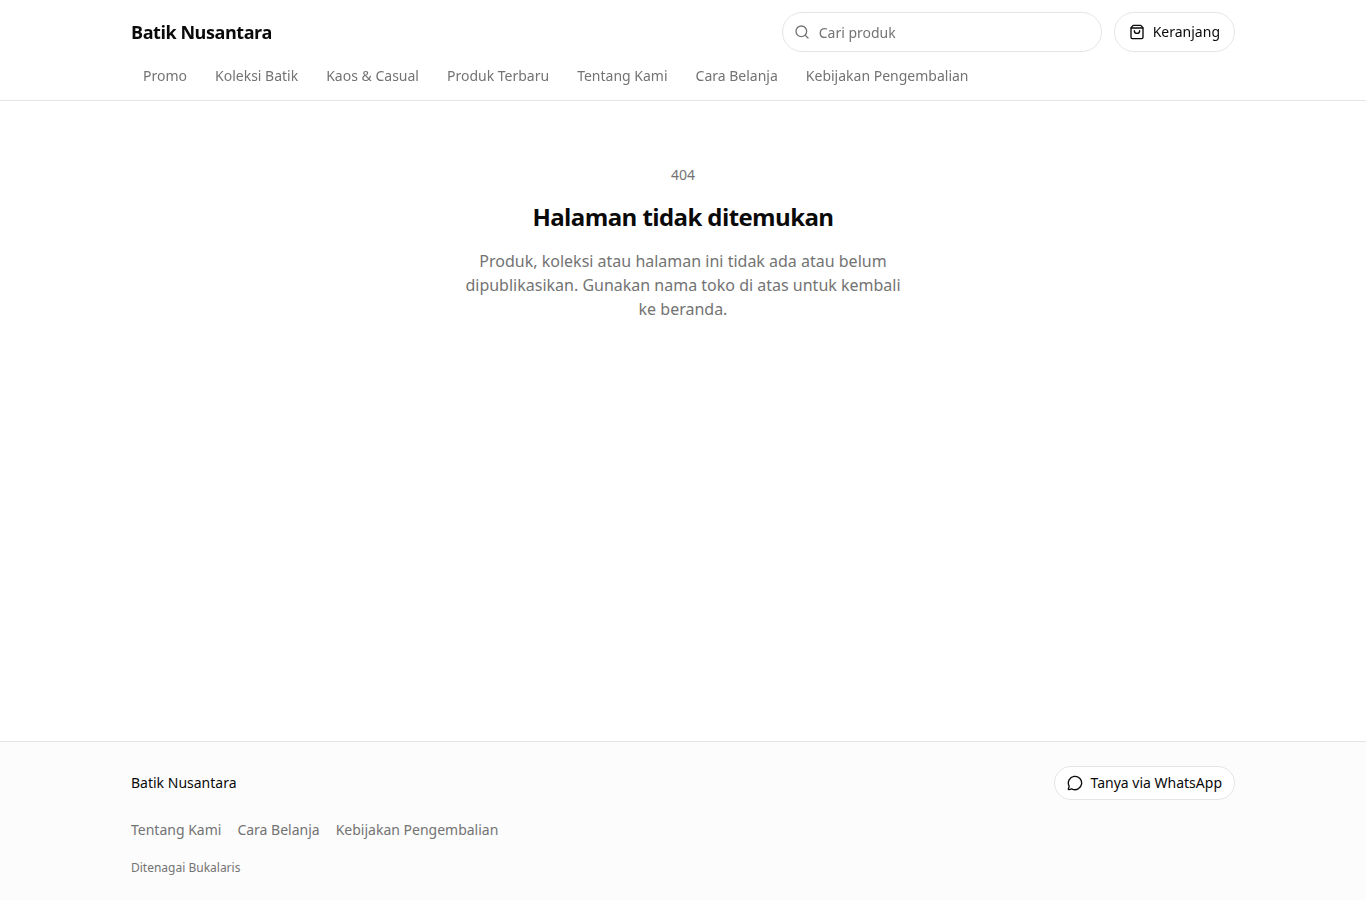 Batik Nusantara
Cari produk
Keranjang
Promo
Koleksi Batik
Kaos & Casual
Produk Terbaru
Tentang Kami
Cara Belanja
Kebijakan Pengembalian
404
Halaman tidak ditemukan
Produk, koleksi atau halaman ini tidak ada atau belum
dipublikasikan. Gunakan nama toko di atas untuk kembali
ke beranda.
Batik Nusantara
Tanya via WhatsApp
Tentang Kami
Cara Belanja
Kebijakan Pengembalian
Ditenagai Bukalaris